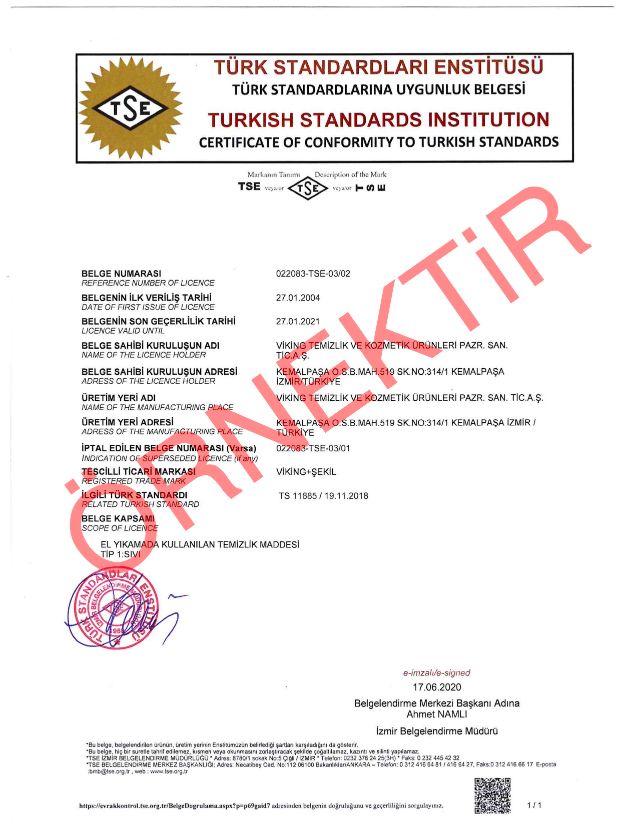 TÜRK STANDARDLARI ENSTİTÜSÜ
TÜRK STANDARDLARINA UYGUNLUK BELGESİ
TURKISH STANDARDS INSTITUTION
CERTIFICATE OF CONFORMITY TO TURKISH STANDARDS
TSE
Markanın Tanımı Description of the Mark
TSE veya/or TSE veya/or TSE
ÖRNEKTİR
BELGE NUMARASI 022083-TSE-03/02
REFERENCE NUMBER OF LICENCE
BELGENİN İLK VERİLİŞ TARİHİ 27.01.2004
DATE OF FIRST ISSUE OF LICENCE
BELGENİN SON GEÇERLİLİK TARİHİ 27.01.2021
LICENCE VALID UNTIL
BELGE SAHİBİ KURULUŞUN ADI VİKİNG TEMİZLİK VE KOZMETİK ÜRÜNLERİ PAZR. SAN.
NAME OF THE LICENCE HOLDER TİC.A.Ş.
BELGE SAHİBİ KURULUŞUN ADRESİ KEMALPAŞA O.S.B.MAH.519 SK.NO:314/1 KEMALPAŞA
ADRESS OF THE LICENCE HOLDER İZMİR/TÜRKİYE
ÜRETİM YERİ ADI VİKİNG TEMİZLİK VE KOZMETİK ÜRÜNLERİ PAZR. SAN. TİC.A.Ş.
NAME OF THE MANUFACTURING PLACE
ÜRETİM YERİ ADRESİ KEMALPAŞA O.S.B.MAH.519 SK.NO:314/1 KEMALPAŞA İZMİR /
ADRESS OF THE MANUFACTURING PLACE TÜRKİYE
İPTAL EDİLEN BELGE NUMARASI (Varsa) 022083-TSE-03/01
INDICATION OF SUPERSEDED LICENCE (if any)
TESCİLLİ TİCARİ MARKASI VİKİNG+ŞEKİL
REGISTERED TRADE MARK
İLGİLİ TÜRK STANDARDI TS 11885 / 19.11.2018
RELATED TURKISH STANDARD
BELGE KAPSAMI
SCOPE OF LICENCE
EL YIKAMADA KULLANILAN TEMİZLİK MADDESİ
TİP 1:SIVI
TÜRK STANDARDLARI ENSTİTÜSÜ
e-imzalı/e-signed
17.06.2020
Belgelendirme Merkezi Başkanı Adına
Ahmet NAMLI
İzmir Belgelendirme Müdürü
*Bu belge, belgelendirilen ürünün, üretim yerinin Enstitümüzün belirlediği şartları karşıladığını da gösterir.
*Bu belge, hiç bir suretle tahrif edilemez, kısmen veya okunmasını zorlaştıracak şekilde çoğaltılamaz, kazıntı ve silinti yapılamaz.
*TSE İZMİR BELGELENDİRME MÜDÜRLÜĞÜ * Adres: 8780/1 sokak No:5 Çiğli / İZMİR * Telefon: 0232 376 24 25(3H) * Faks: 0 232 445 42 32
*TSE BELGELENDİRME MERKEZ BAŞKANLIĞI; Adres: Necatibey Cad. No:112 06100 Bakanlıklar/ANKARA – Telefon: 0 312 416 64 81 / 416 64 27, Faks:0 312 416 66 17 E-posta
:bmb@tse.org.tr , web : www.tse.org.tr
https://evrakkontrol.tse.org.tr/BelgeDogrulama.aspx?p=p69gaid7 adresinden belgenin doğruluğunu ve geçerliliğini sorgulayınız.
1 / 1